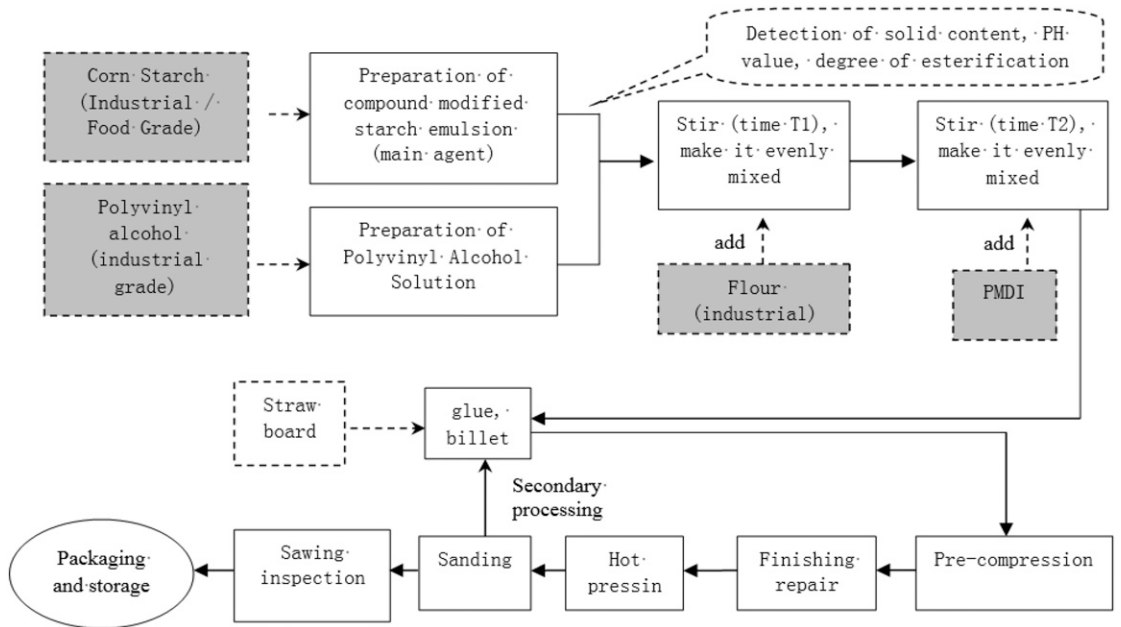 Detection of solid content, PH
value, degree of esterification
Corn Starch
(Industrial /
Food Grade)
Preparation of
compound modified
starch emulsion
(main agent)
Stir (time T1),
make it evenly
mixed
Stir (time T2),
make it evenly
mixed
Polyvinyl
alcohol
(industrial
grade)
Preparation of
Polyvinyl Alcohol
Solution
add
add
Flour
(industrial)
PMDI
Straw
board
glue,
billet
Secondary
processing
Packaging
and storage
Sawing
inspection
Sanding
Hot
pressin
Finishing
repair
Pre-compression